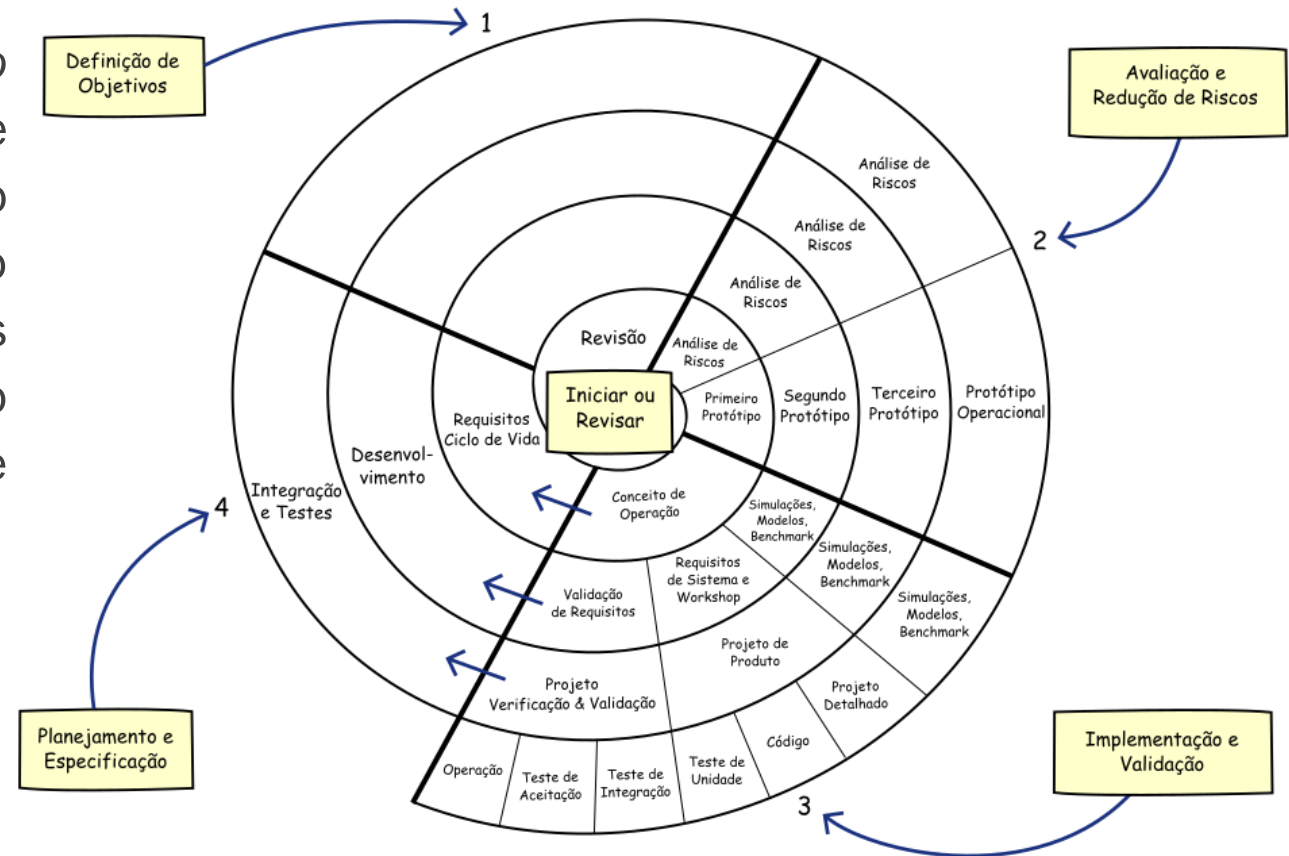 o
e
o
o
s
o
e
Definição de
Objetivos
1
Avaliação e
Redução de Riscos
2
Análise de
Riscos
Análise de
Riscos
Análise de
Riscos
Análise de
Riscos
Revisão
Iniciar ou
Revisar
Primeiro
Protótipo
Segundo
Protótipo
Terceiro
Protótipo
Protótipo
Operacional
Requisitos
Ciclo de Vida
Desenvol-
vimento
Integração
e Testes
4
Conceito de
Operação
Simulações,
Modelos,
Benchmark
Simulações,
Modelos,
Benchmark
Simulações,
Modelos,
Benchmark
Validação
de Requisitos
Requisitos
de Sistema e
Workshop
Projeto
Verificação & Validação
Projeto de
Produto
Projeto
Detalhado
Operação
Teste de
Aceitação
Teste de
Integração
Teste de
Unidade
Código
3
Planejamento e
Especificação
Implementação e
Validação